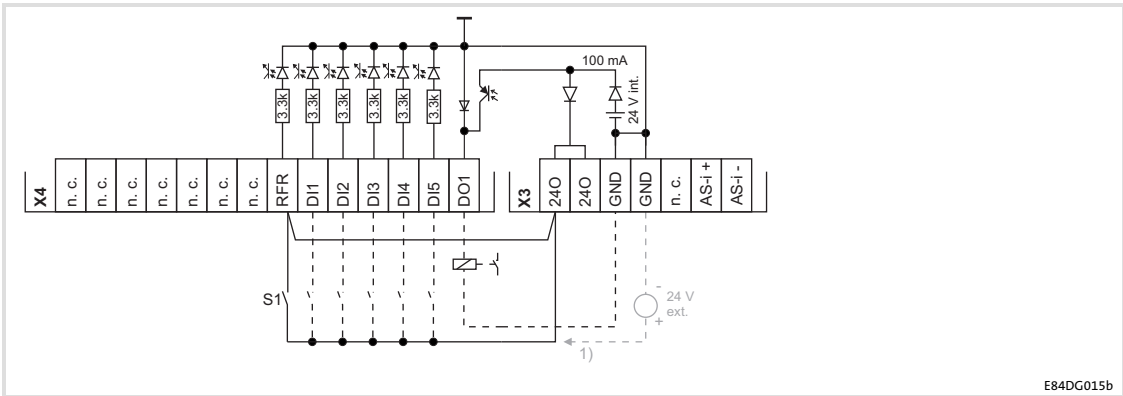 100 mA
3.3k
3.3k
3.3k
3.3k
3.3k
3.3k
24 V int.
X4
n. c.
n. c.
n. c.
n. c.
n. c.
n. c.
n. c.
RFR
DI1
DI2
DI3
DI4
DI5
DO1
X3
24O
24O
GND
GND
n. c.
AS-i +
AS-i -
S1
-
24 V
ext.
+
1)
E84DG015b